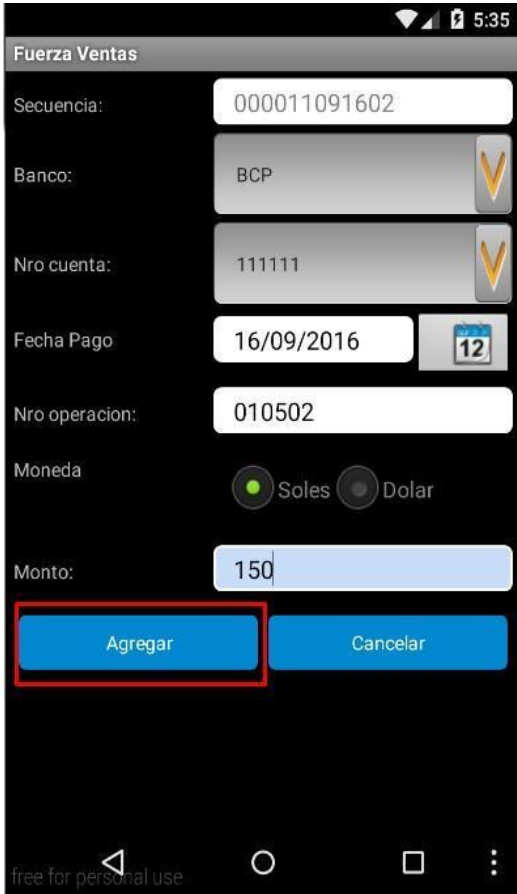 5:35
Fuerza Ventas
Secuencia: 000011091602
Banco: BCP
Nro cuenta: 111111
Fecha Pago 16/09/2016 12
Nro operacion: 010502
Moneda Soles Dolar
Monto: 150
Agregar Cancelar
free for personal use